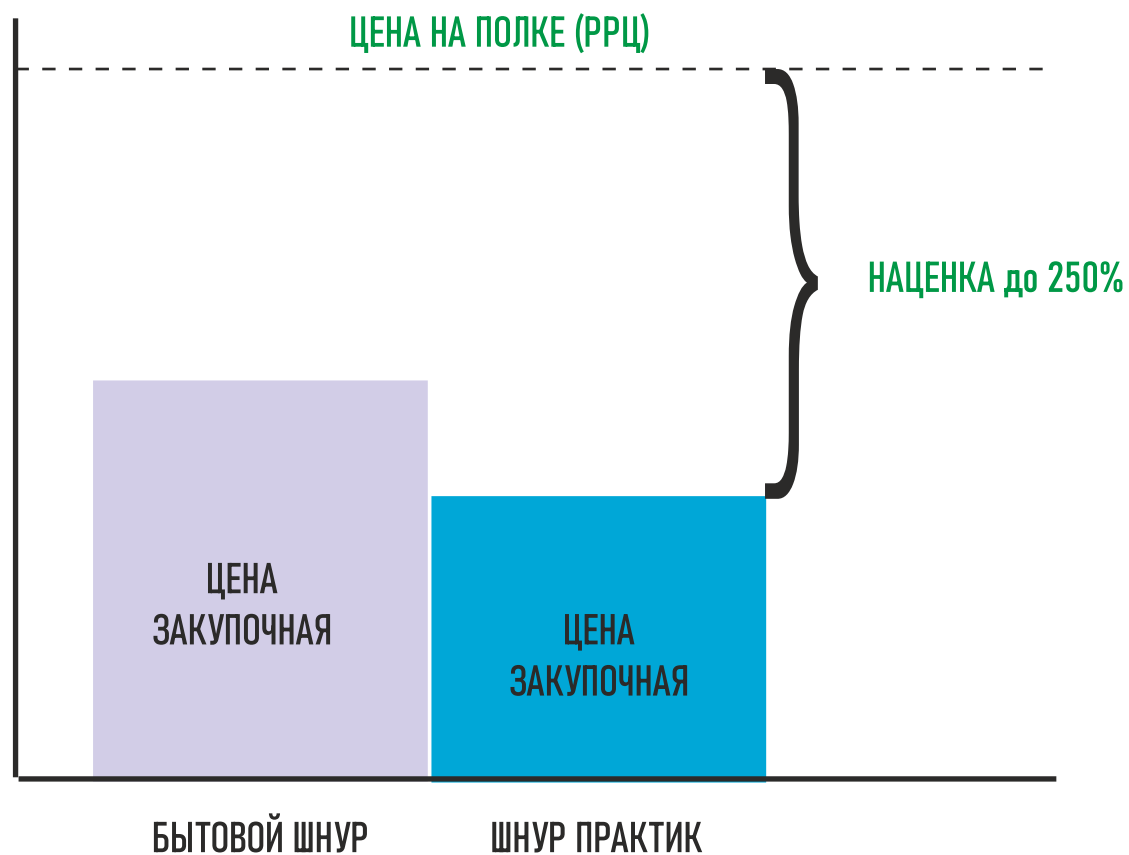 ЦЕНА НА ПОЛКЕ (РРЦ)
НАЦЕНКА до 250%
ЦЕНА
ЗАКУПОЧНАЯ
ЦЕНА
ЗАКУПОЧНАЯ
БЫТОВОЙ ШНУР
ШНУР ПРАКТИК